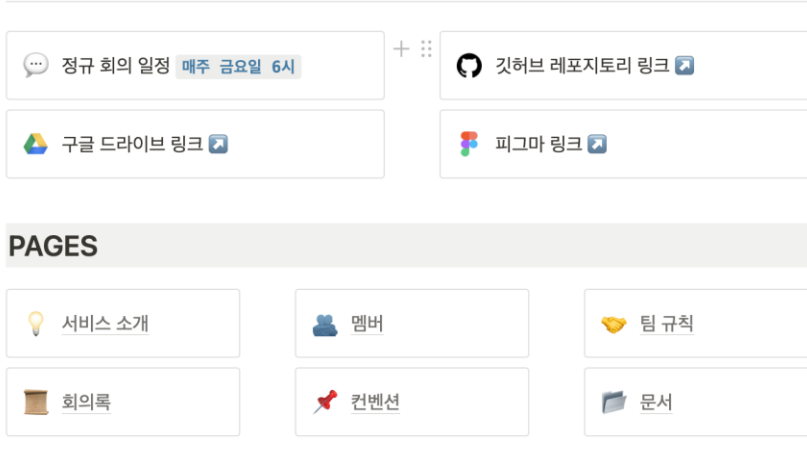 정규 회의 일정 매주 금요일 6시
깃허브 레포지토리 링크
구글 드라이브 링크
피그마 링크
PAGES
서비스 소개
멤버
팀 규칙
회의록
컨벤션
문서